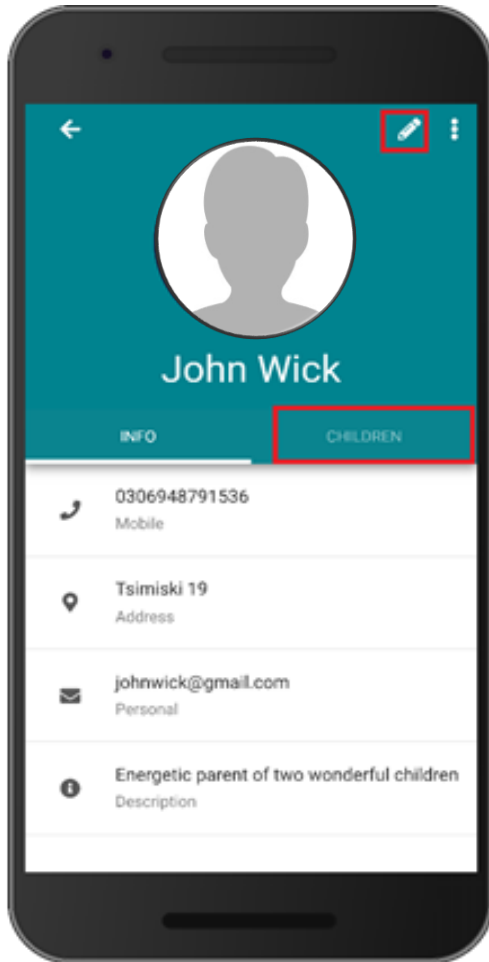 John Wick
INFO CHILDREN
0306948791536
Mobile
Tsimiski 19
Address
johnwick@gmail.com
Personal
Energetic parent of two wonderful children
Description